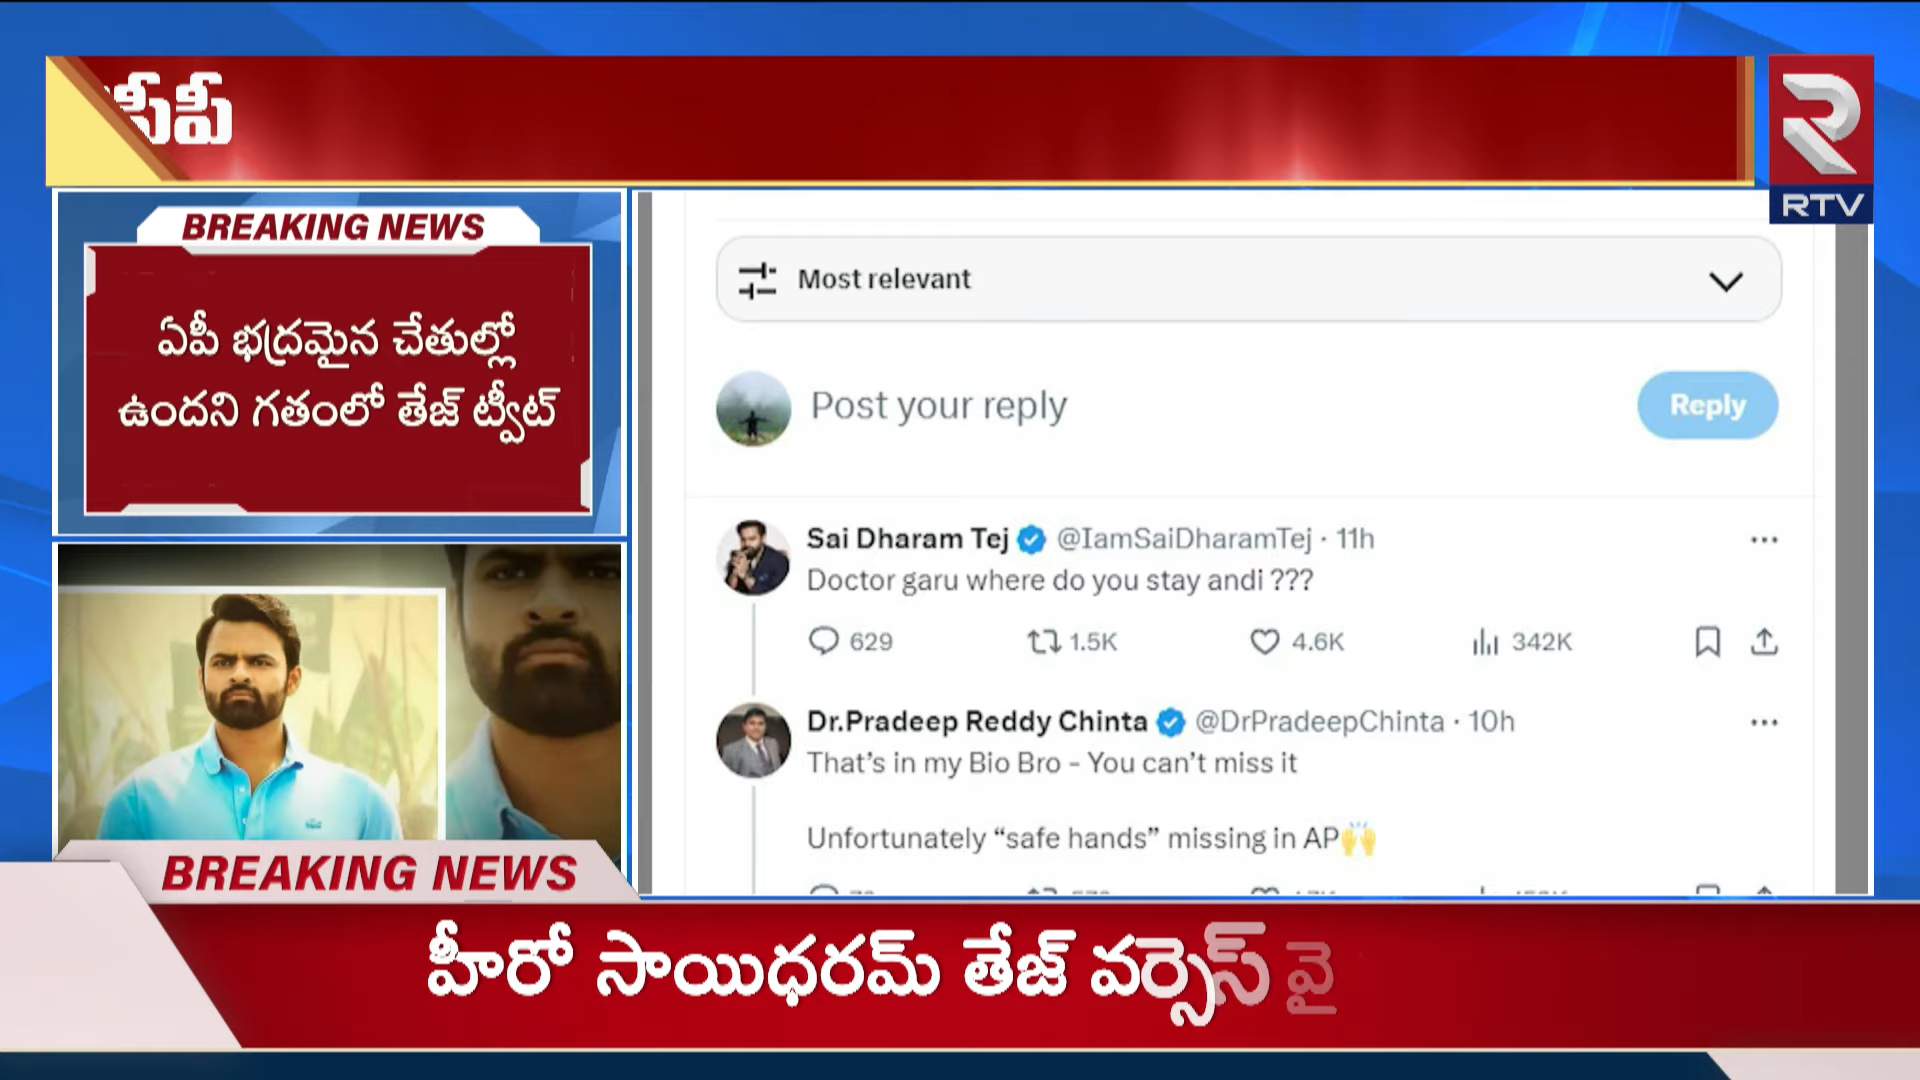 RTV
BREAKING NEWS
ఏపీ భద్రమైన చేతుల్లో
ఉందని గతంలో తేజ్ ట్వీట్
Most relevant
Post your reply
Reply
Sai Dharam Tej @IamSaiDharamTej · 11h
Doctor garu where do you stay andi ???
629 1.5K 4.6K 342K
Dr.Pradeep Reddy Chinta @DrPradeepChinta · 10h
That's in my Bio Bro - You can't miss it
Unfortunately “safe hands” missing in AP🙌
BREAKING NEWS
హీరో సాయిధరమ్ తేజ్ వర్సెస్ వై